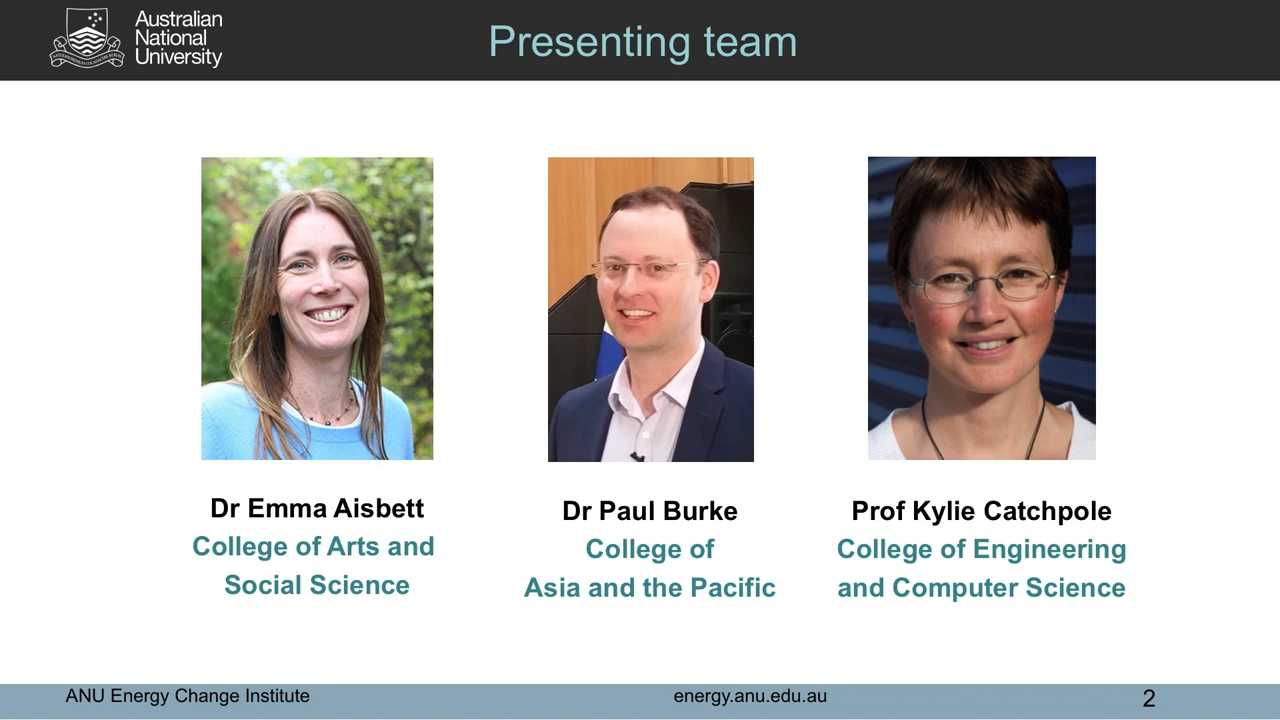 Australian
National
University
Presenting team
Dr Emma Aisbett
College of Arts and
Social Science
Dr Paul Burke
College of
Asia and the Pacific
Prof Kylie Catchpole
College of Engineering
and Computer Science
ANU Energy Change Institute
energy.anu.edu.au
2